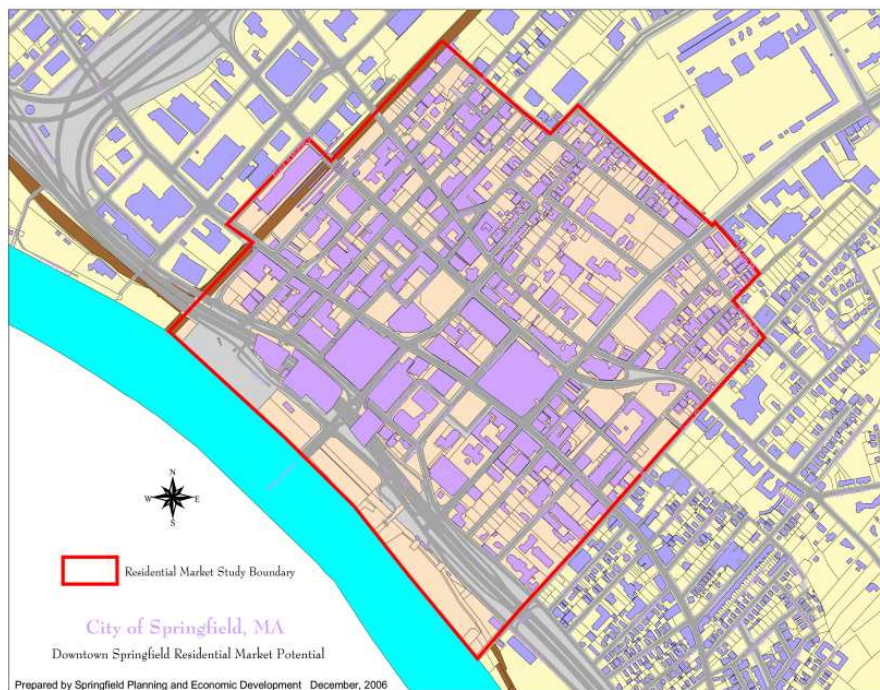 N
W E
S
Residential Market Study Boundary
City of Springfield, MA
Downtown Springfield Residential Market Potential
Prepared by Springfield Planning and Economic Development December, 2006